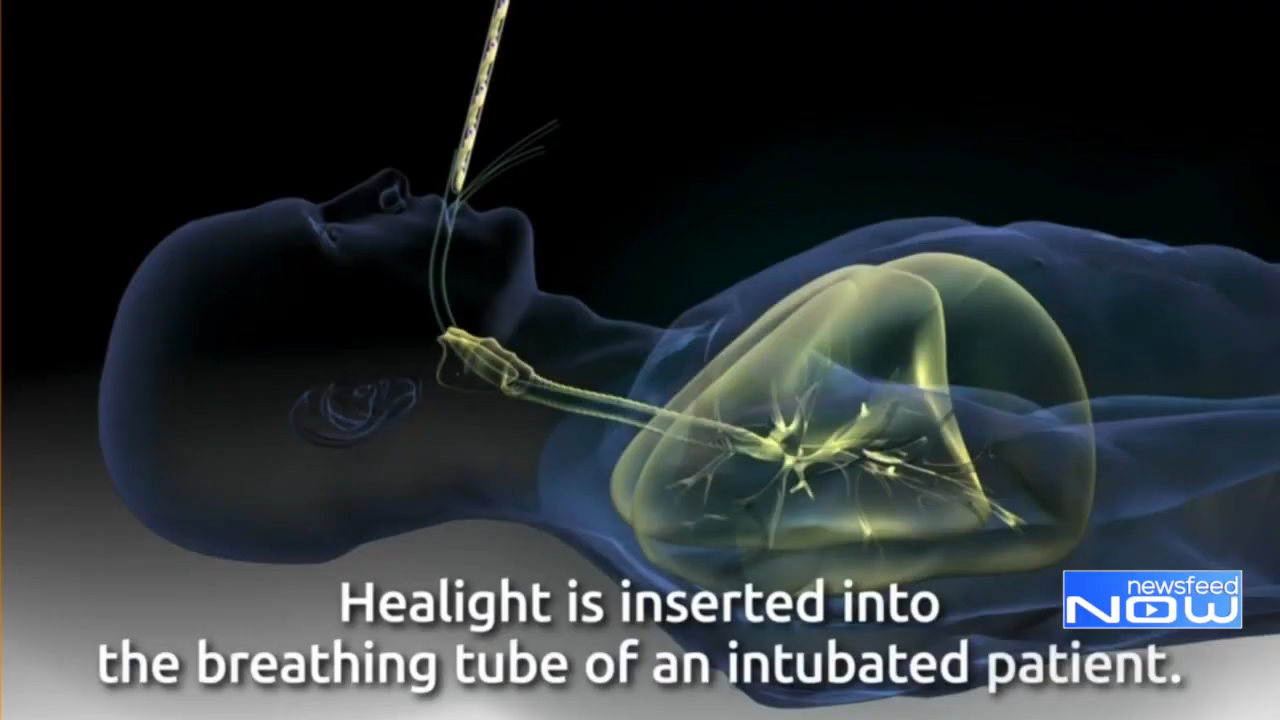 Healight is inserted into
the breathing tube of an intubated patient.
newsfeed
NOW